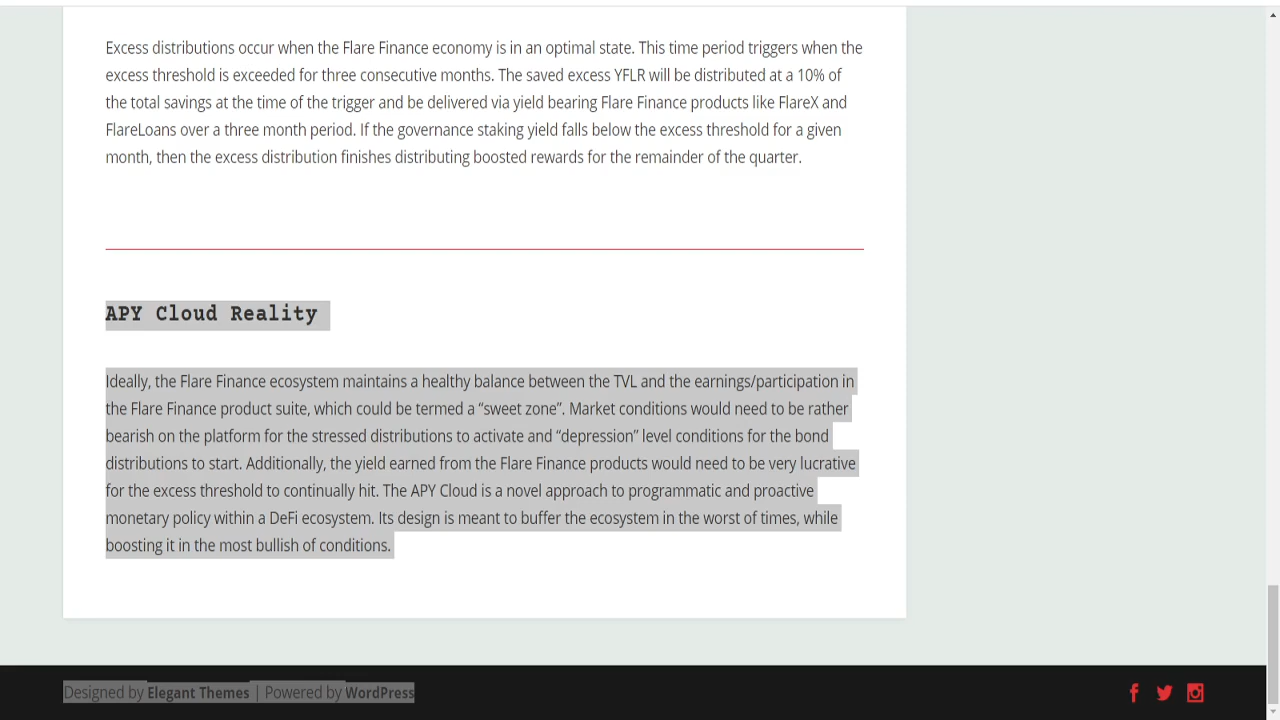 Excess distributions occur when the Flare Finance economy is in an optimal state. This time period triggers when the
excess threshold is exceeded for three consecutive months. The saved excess YFLR will be distributed at a 10% of
the total savings at the time of the trigger and be delivered via yield bearing Flare Finance products like FlareX and
FlareLoans over a three month period. If the governance staking yield falls below the excess threshold for a given
month, then the excess distribution finishes distributing boosted rewards for the remainder of the quarter.
APY Cloud Reality
Ideally, the Flare Finance ecosystem maintains a healthy balance between the TVL and the earnings/participation in
the Flare Finance product suite, which could be termed a “sweet zone”. Market conditions would need to be rather
bearish on the platform for the stressed distributions to activate and “depression” level conditions for the bond
distributions to start. Additionally, the yield earned from the Flare Finance products would need to be very lucrative
for the excess threshold to continually hit. The APY Cloud is a novel approach to programmatic and proactive
monetary policy within a DeFi ecosystem. Its design is meant to buffer the ecosystem in the worst of times, while
boosting it in the most bullish of conditions.
Designed by Elegant Themes | Powered by WordPress